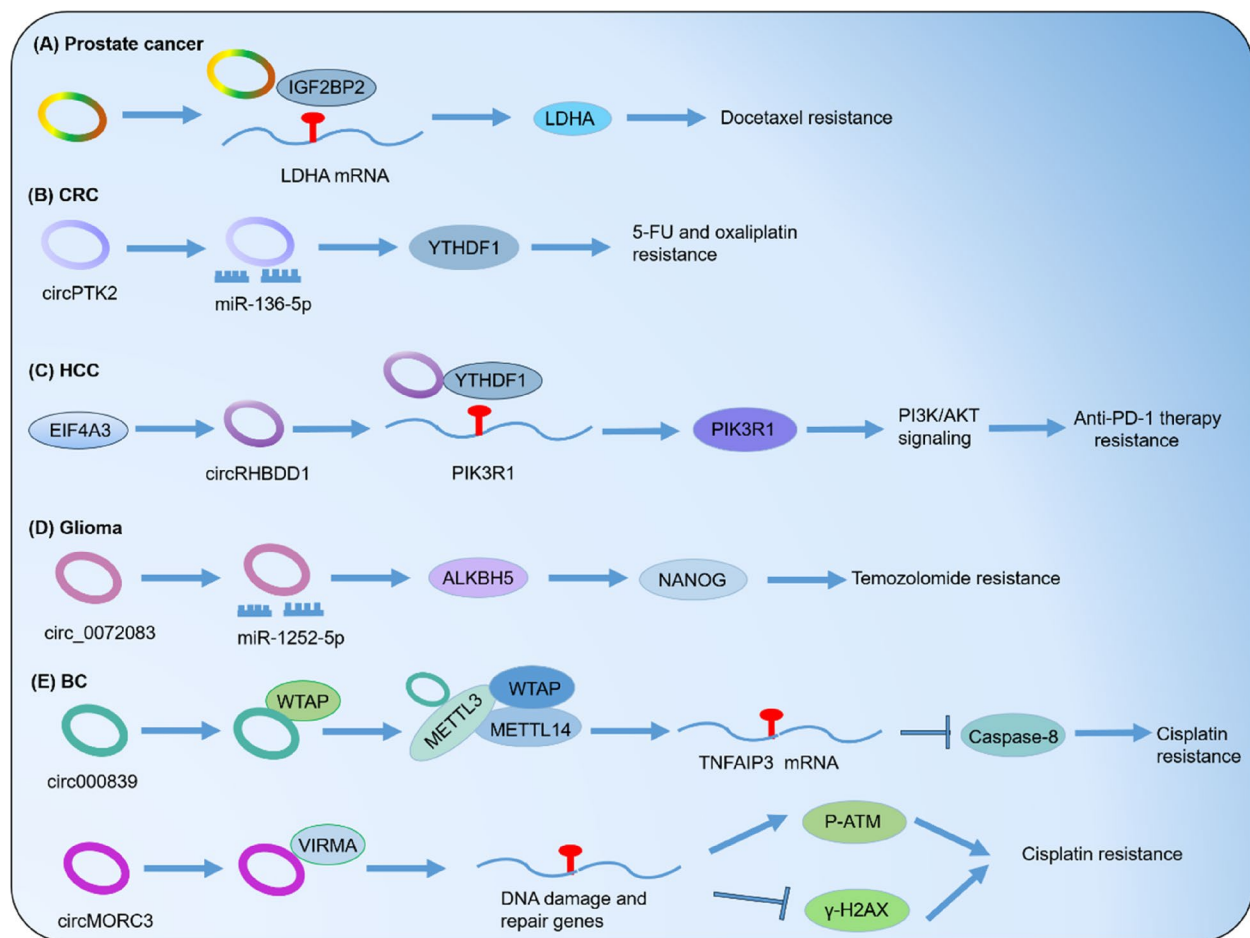 (A) Prostate cancer
IGF2BP2
LDHA mRNA
LDHA
Docetaxel resistance
(B) CRC
circPTK2
miR-136-5p
YTHDF1
5-FU and oxaliplatin
resistance
(C) HCC
EIF4A3
circRHBDD1
YTHDF1
PIK3R1
PIK3R1
PI3K/AKT
signaling
Anti-PD-1 therapy
resistance
(D) Glioma
circ_0072083
miR-1252-5p
ALKBH5
NANOG
Temozolomide resistance
(E) BC
circ000839
WTAP
METTL3
WTAP
METTL14
TNFAIP3 mRNA
Caspase-8
Cisplatin
resistance
circMORC3
VIRMA
DNA damage and
repair genes
P-ATM
γ-H2AX
Cisplatin resistance